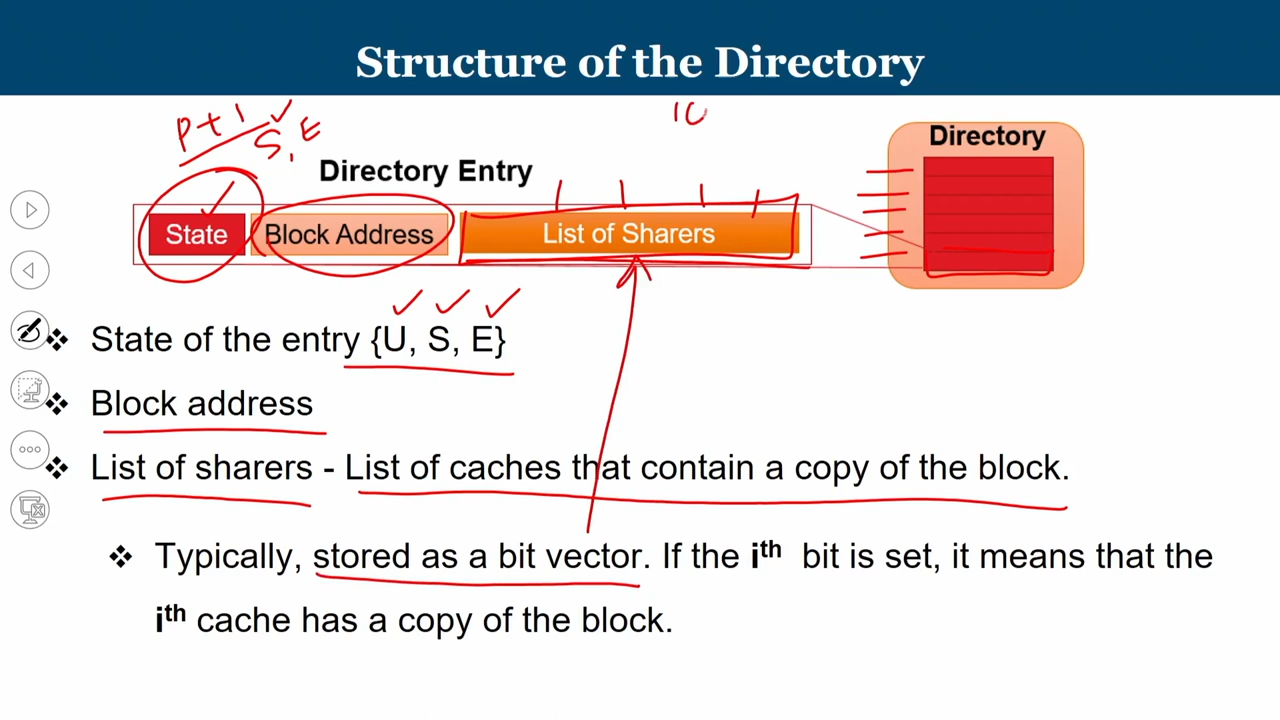 Structure of the Directory
P + 1
S, E
10
Directory
Directory Entry
State
Block Address
List of Sharers
❖ State of the entry {U, S, E}
❖ Block address
❖ List of sharers - List of caches that contain a copy of the block.
❖ Typically, stored as a bit vector. If the ith bit is set, it means that the
ith cache has a copy of the block.